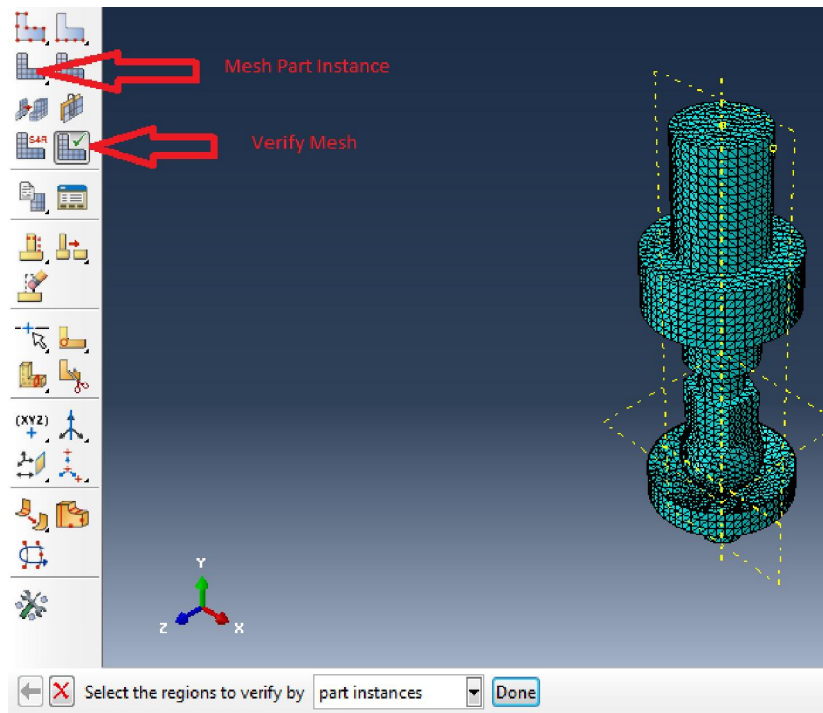 Mesh Part Instance
S4R
Verify Mesh
(XYZ)
Y
Z
X
Select the regions to verify by part instances Done